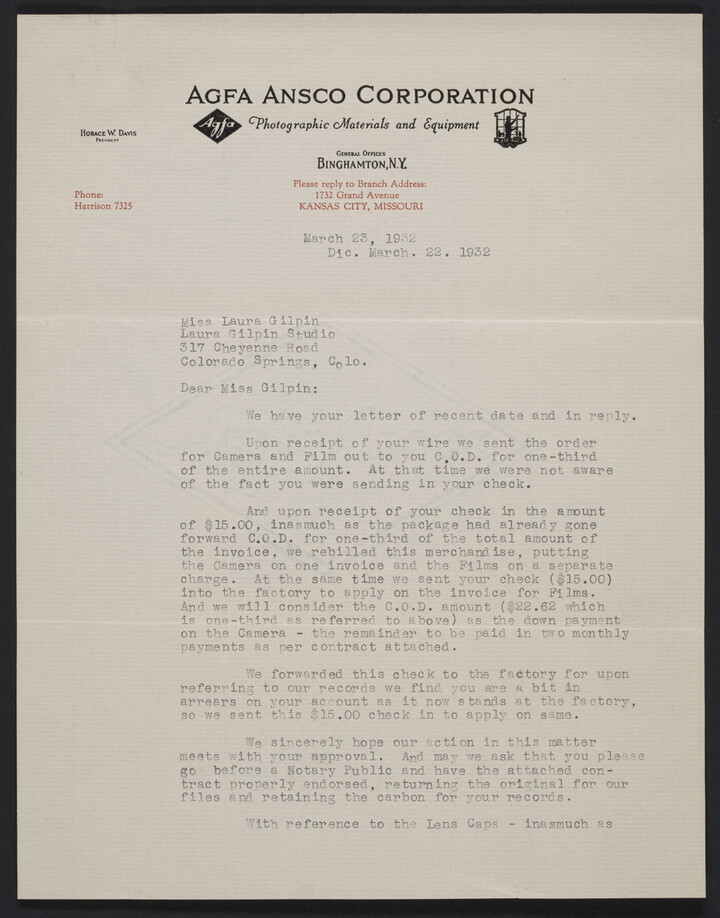 AGFA ANSCO CORPORATION
Agfa
Photographic Materials and Equipment
HORACE W. DAVIS
PRESIDENT
GENERAL OFFICES
BINGHAMTON, N.Y.
Please reply to Branch Address:
1732 Grand Avenue
KANSAS CITY, MISSOURI
Phone:
Harrison 7325
March 23, 1932
Dic. March. 22. 1932
Miss Laura Gilpin
Laura Gilpin Studio
317 Cheyenne Road
Colorado Springs, Colo.
Dear Miss Gilpin:
We have your letter of recent date and in reply.
Upon receipt of your wire we sent the order
for Camera and Film out to you C.O.D. for one-third
of the entire amount. At that time we were not aware
of the fact you were sending in your check.
And upon receipt of your check in the amount
of $15.00, inasmuch as the package had already gone
forward C.O.D. for one-third of the total amount of
the invoice, we rebilled this merchandise, putting
the Camera on one invoice and the Films on a separate
charge. At the same time we sent your check ($15.00)
into the factory to apply on the invoice for Films.
And we will consider the C.O.D. amount ($22.62 which
is one-third as referred to above) as the down payment
on the Camera - the remainder to be paid in two monthly
payments as per contract attached.
We forwarded this check to the factory for upon
referring to our records we find you are a bit in
arrears on your account as it now stands at the factory,
so we sent this $15.00 check in to apply on same.
We sincerely hope our action in this matter
meets with your approval. And may we ask that you please
go before a Notary Public and have the attached con-
tract properly endorsed, returning the original for our
files and retaining the carbon for your records.
With reference to the Lens Caps - inasmuch as